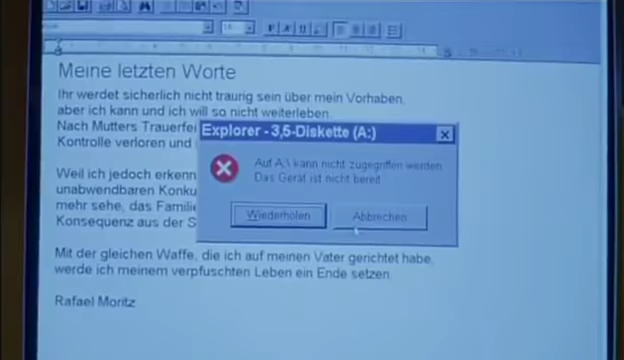 Meine letzten Worte
Ihr werdet sicherlich nicht traurig sein über mein Vorhaben,
aber ich kann und ich will so nicht weiterleben.
Nach Mutters Trauerfei
Kontrolle verloren und
Explorer - 3,5-Diskette (A:)
Auf A:\ kann nicht zugegriffen werden.
Das Gerät ist nicht bereit.
Wiederholen
Abbrechen
Weil ich jedoch erkenn
unabwendbaren Konku
mehr sehe, das Familie
Konsequenz aus der S
Mit der gleichen Waffe, die ich auf meinen Vater gerichtet habe,
werde ich meinem verpfuschten Leben ein Ende setzen.
Rafael Moritz